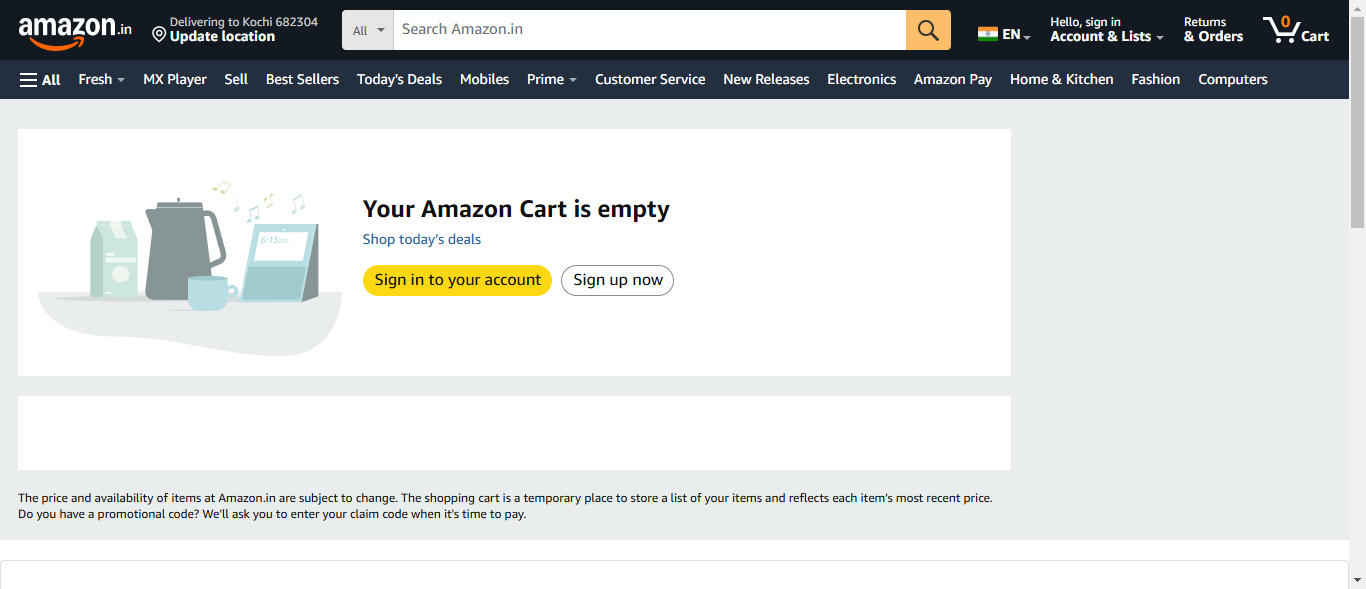 amazon.in
Delivering to Kochi 682304
Update location
All
Search Amazon.in
EN
Hello, sign in
Account & Lists
Returns
& Orders
0
Cart
All
Fresh
MX Player
Sell
Best Sellers
Today's Deals
Mobiles
Prime
Customer Service
New Releases
Electronics
Amazon Pay
Home & Kitchen
Fashion
Computers
6:15am
Your Amazon Cart is empty
Shop today's deals
Sign in to your account
Sign up now
The price and availability of items at Amazon.in are subject to change. The shopping cart is a temporary place to store a list of your items and reflects each item's most recent price.
Do you have a promotional code? We'll ask you to enter your claim code when it's time to pay.